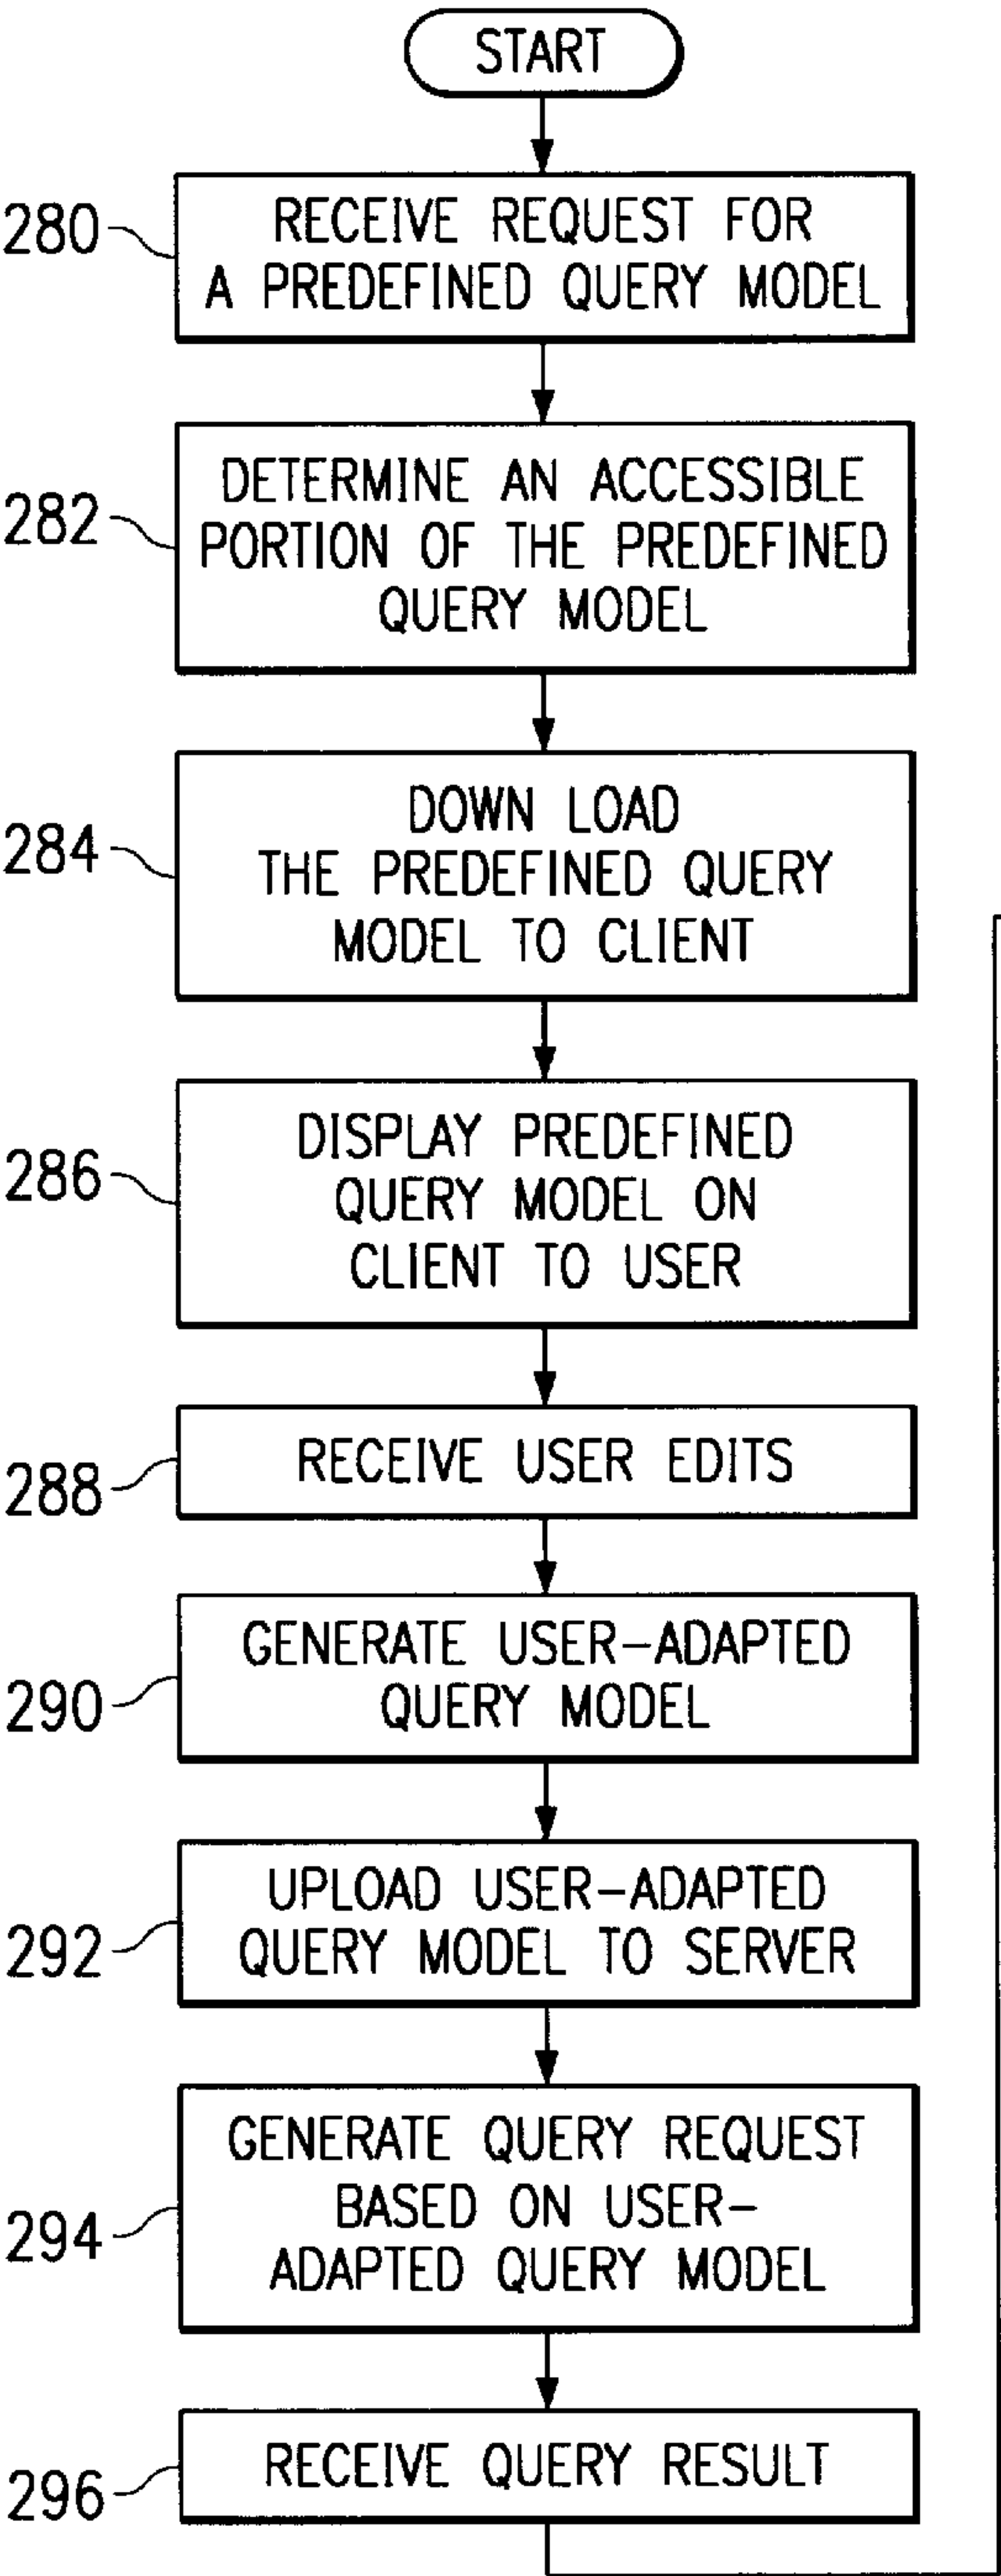 START
280
RECEIVE REQUEST FOR
A PREDEFINED QUERY MODEL
282
DETERMINE AN ACCESSIBLE
PORTION OF THE PREDEFINED
QUERY MODEL
284
DOWN LOAD
THE PREDEFINED QUERY
MODEL TO CLIENT
286
DISPLAY PREDEFINED
QUERY MODEL ON
CLIENT TO USER
288
RECEIVE USER EDITS
290
GENERATE USER-ADAPTED
QUERY MODEL
292
UPLOAD USER-ADAPTED
QUERY MODEL TO SERVER
294
GENERATE QUERY REQUEST
BASED ON USER-
ADAPTED QUERY MODEL
296
RECEIVE QUERY RESULT